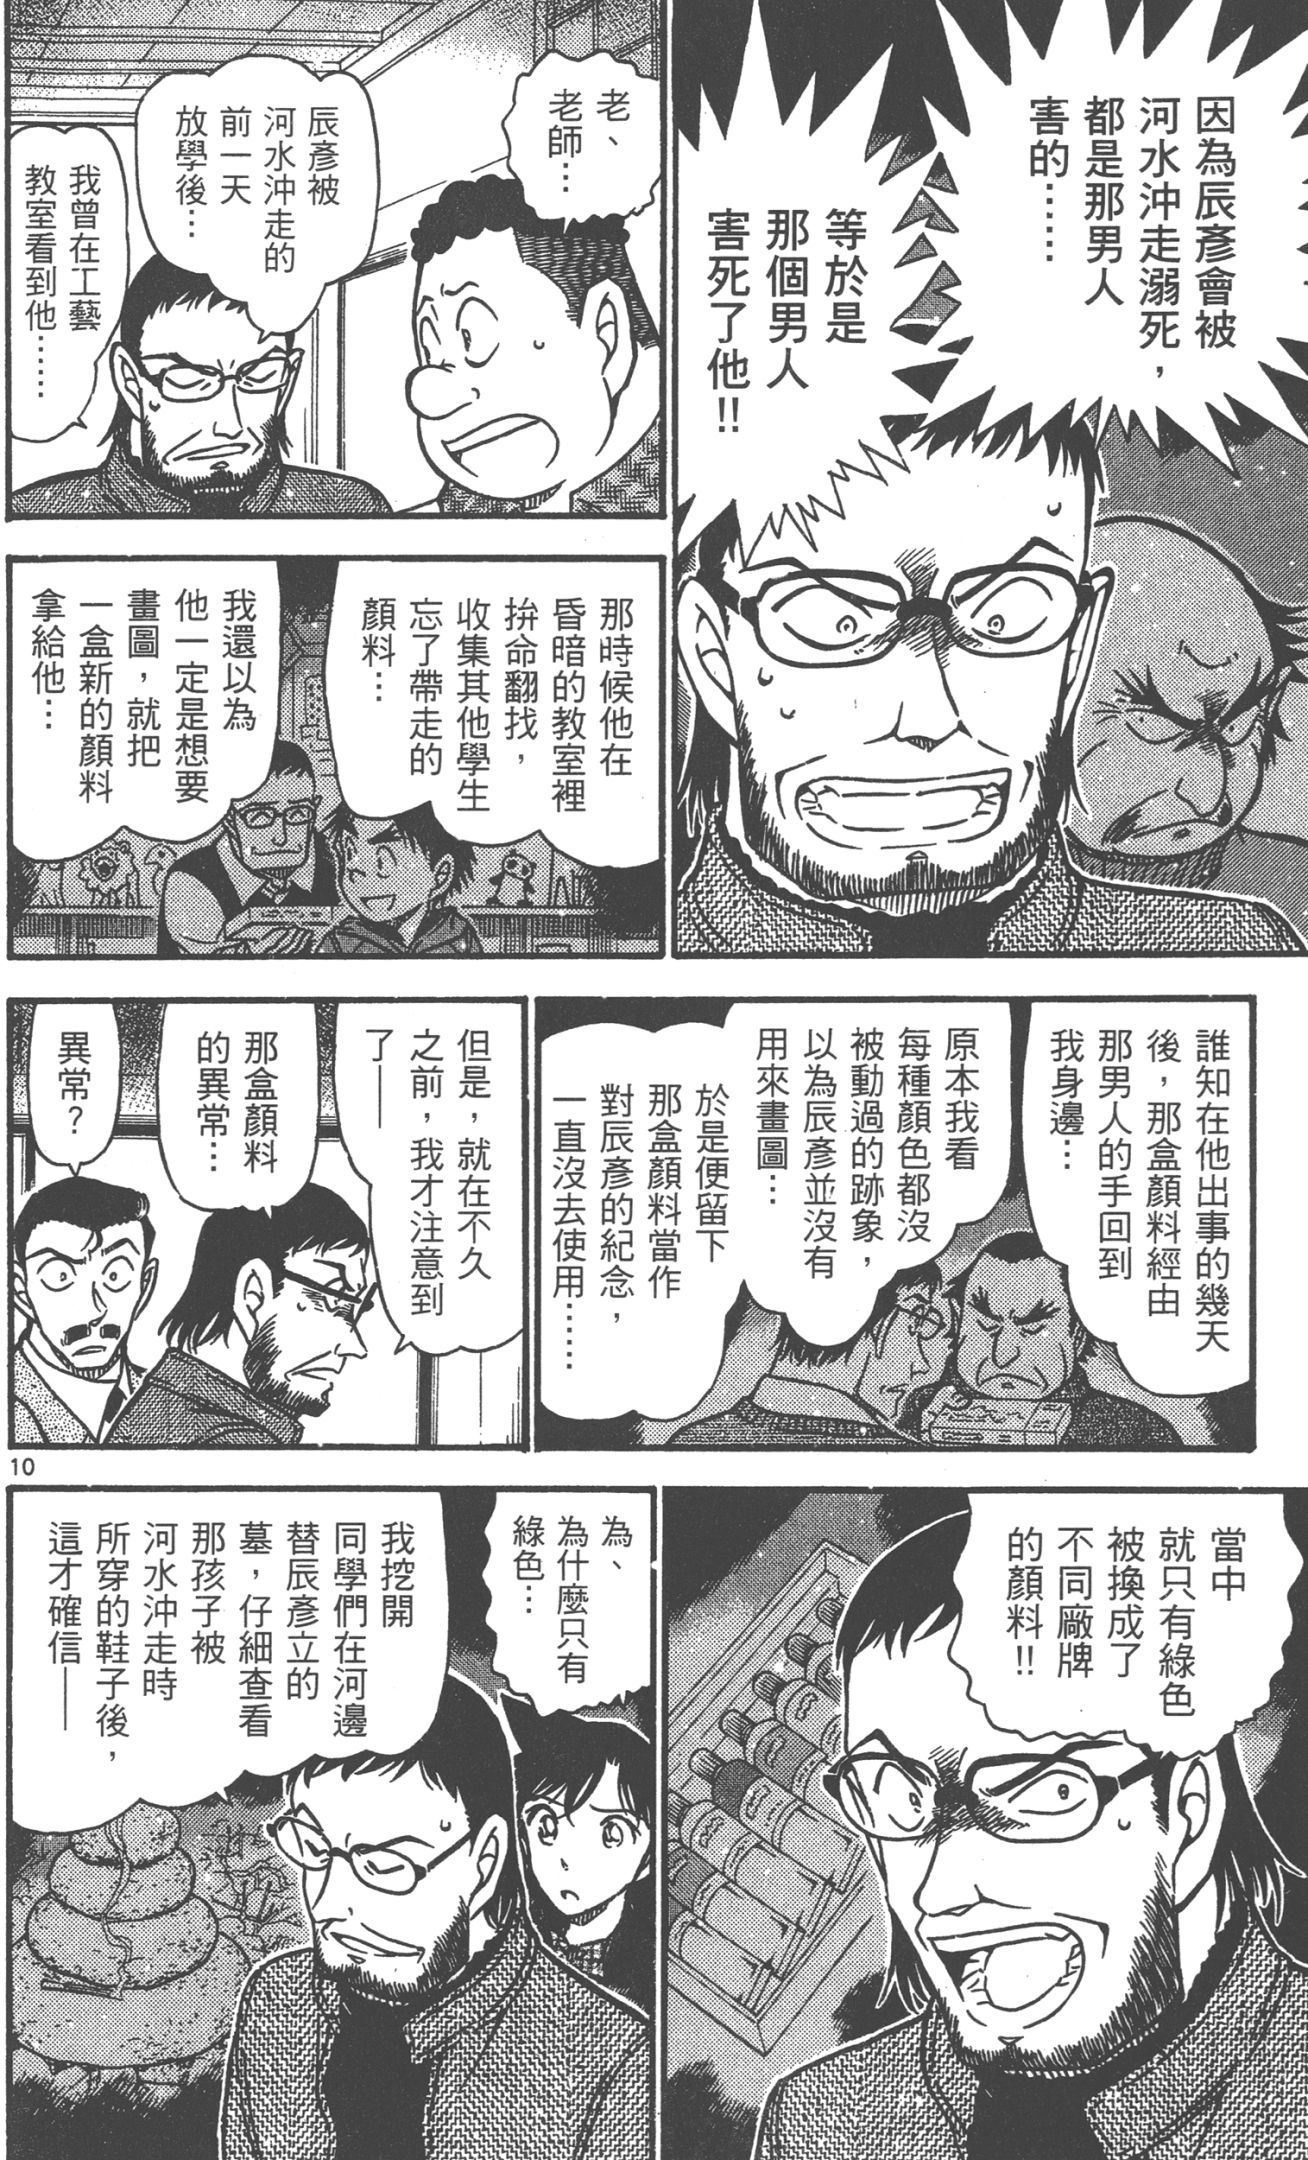 因為辰彥會被
河水沖走溺死，
都是那男人
害的……
等於是
那個男人
害死了他!!
老、
老師…
辰彥被
河水沖走的
前一天
放學後…
我曾在工藝
教室看到他……
那時候他在
昏暗的教室裡
拚命翻找，
收集其他學生
忘了帶走的
顏料…
我還以為
他一定是想要
畫圖，就把
一盒新的顏料
拿給他…
誰知在他出事的幾天
後，那盒顏料經由
那男人的手回到
我身邊…
原本我看
每種顏色都沒
被動過的跡象，
以為辰彥並沒有
用來畫圖…
於是便留下
那盒顏料當作
對辰彥的紀念，
一直沒去使用……
但是，就在不久
之前，我才注意到
了——
那盒顏料
的異常…
異常？
10
當中
就只有綠色
被換成了
不同廠牌
的顏料!!
為、
為什麼只有
綠色…
我挖開
同學們在河邊
替辰彥立的
墓，仔細查看
那孩子被
河水沖走時
所穿的鞋子後，
這才確信——